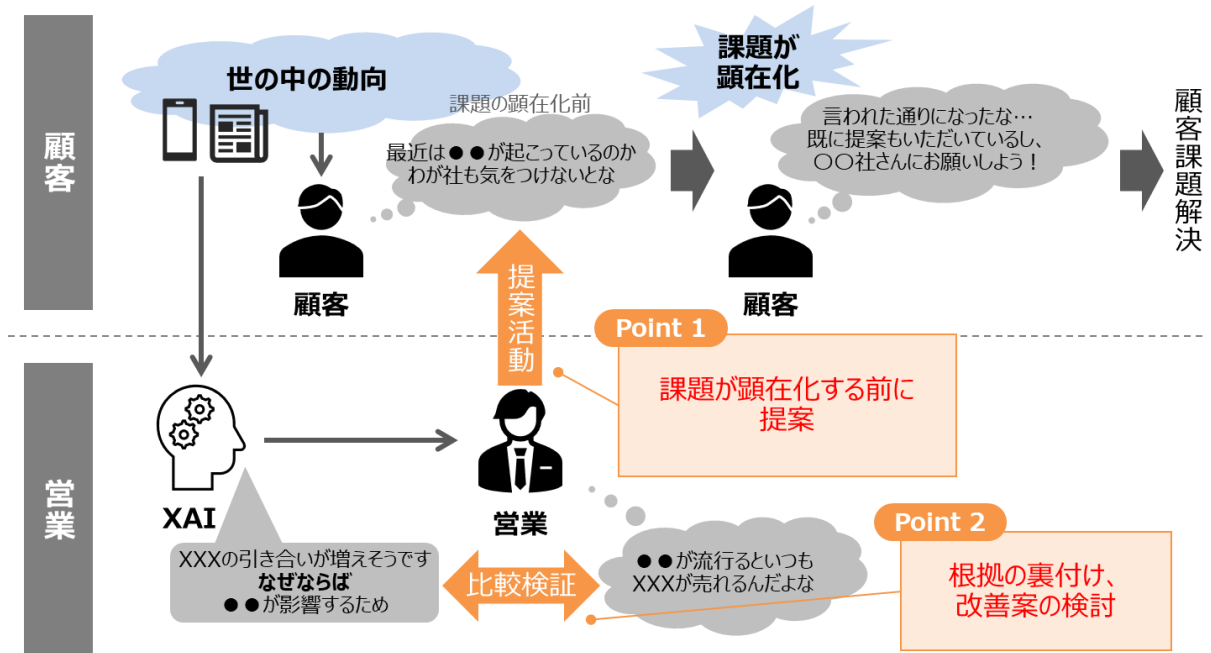 顧客
世の中の動向
課題の顕在化前
最近は●●が起こっているのか
わが社も気をつけないとな
顧客
課題が
顕在化
言われた通りになったな…
既に提案もいただいているし、
〇〇社さんにお願いしよう！
顧客
顧客課題解決
提案活動
Point 1
課題が顕在化する前に
提案
営業
XAI
XXXの引き合いが増えそうです
なぜならば
●●が影響するため
営業
比較検証
●●が流行るといつも
XXXが売れるんだよな
Point 2
根拠の裏付け、
改善案の検討